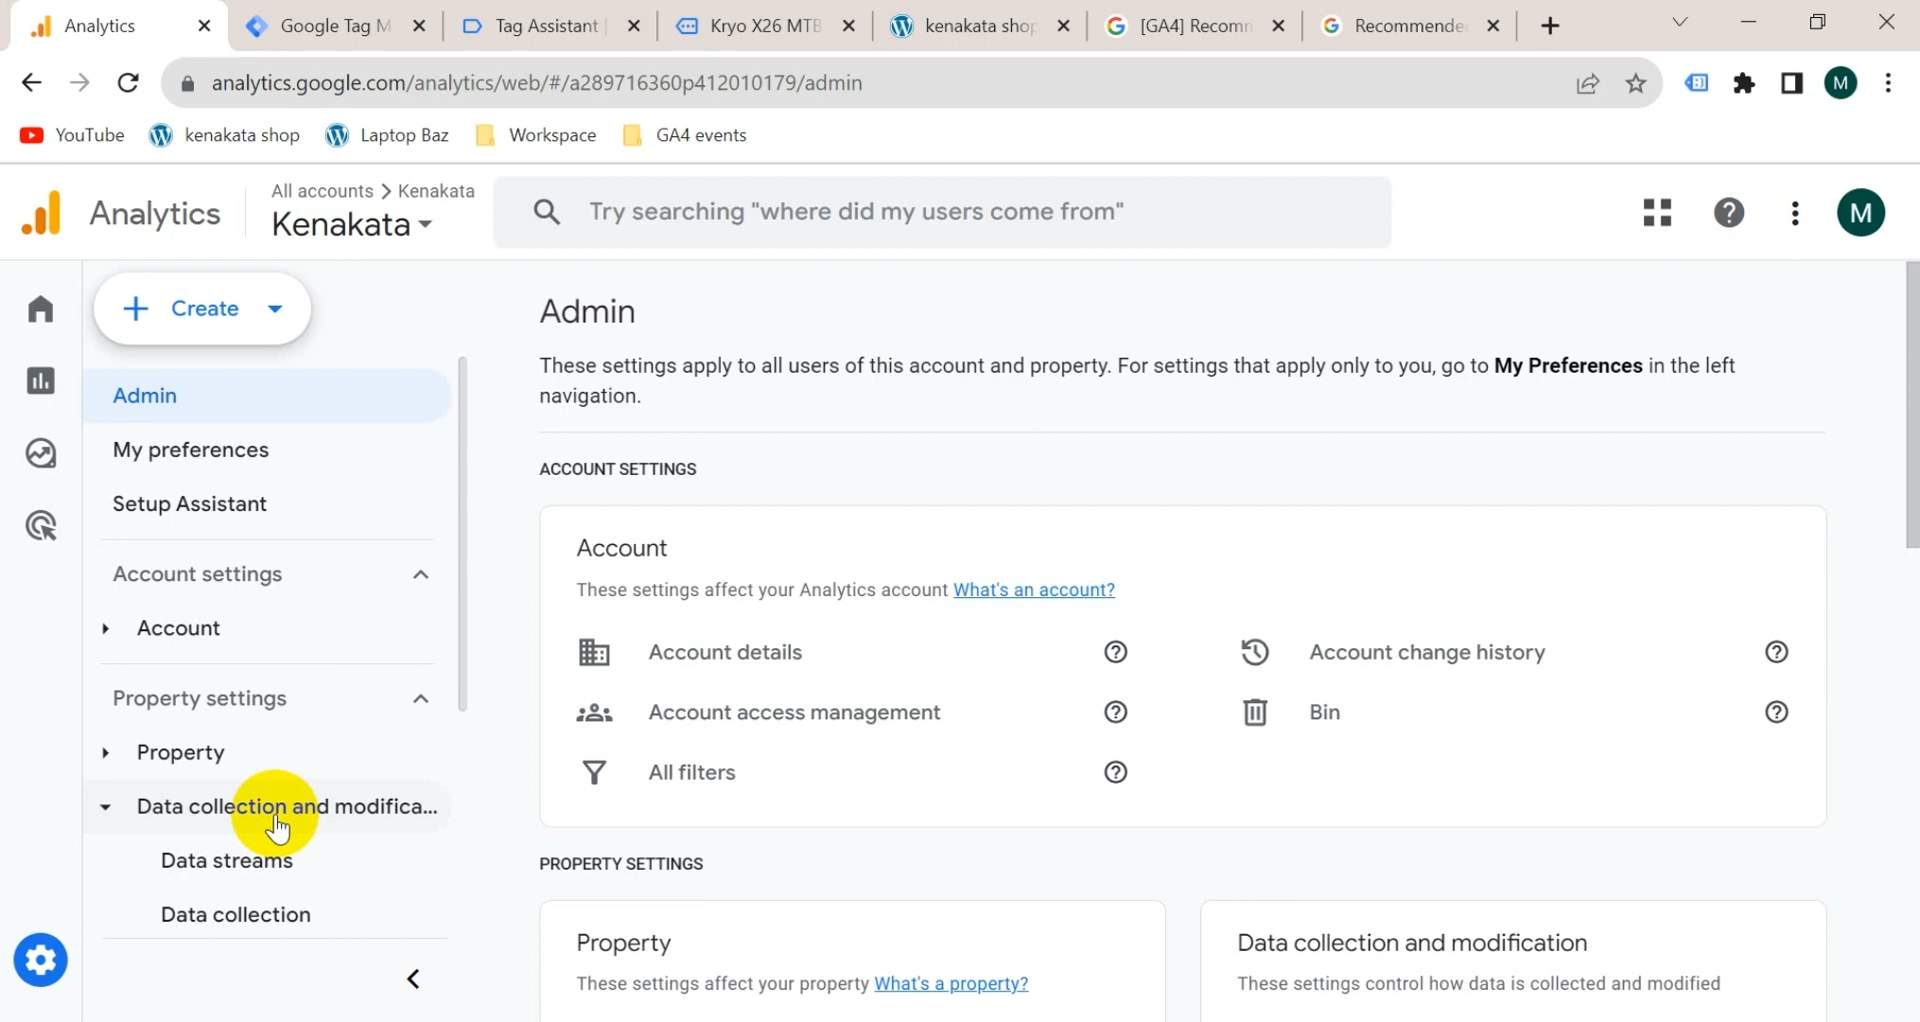 Analytics
Google Tag M
Tag Assistant
Kryo X26 MTB
kenakata shop
[GA4] Recom
Recommende
analytics.google.com/analytics/web/#/a289716360p412010179/admin
M
YouTube
kenakata shop
Laptop Baz
Workspace
GA4 events
Analytics
All accounts > Kenakata
Kenakata
Try searching "where did my users come from"
M
Create
Admin
My preferences
Setup Assistant
Account settings
Account
Property settings
Property
Data collection and modifica...
Data streams
Data collection
Admin
These settings apply to all users of this account and property. For settings that apply only to you, go to My Preferences in the left
navigation.
ACCOUNT SETTINGS
Account
These settings affect your Analytics account What's an account?
Account details
Account change history
Account access management
Bin
All filters
PROPERTY SETTINGS
Property
These settings affect your property What's a property?
Data collection and modification
These settings control how data is collected and modified